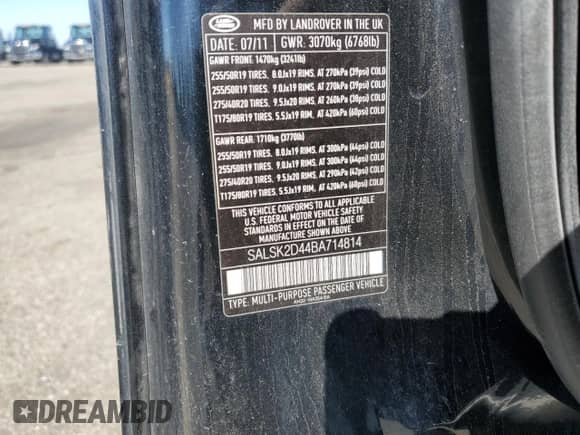 LAND ROVER
MFD BY LANDROVER IN THE UK
DATE: 07/11 GWR: 3070kg (6768lb)
GAWR FRONT: 1470kg (3241lb)
255/50R19 TIRES, 8.0Jx19 RIMS, AT 270kPa (39psi) COLD
255/50R19 TIRES, 9.0Jx19 RIMS, AT 270kPa (39psi) COLD
275/40R20 TIRES, 9.5Jx20 RIMS, AT 260kPa (38psi) COLD
T175/80R19 TIRES, 5.5Jx19 RIM, AT 420kPa (60psi) COLD
GAWR REAR: 1710kg (3770lb)
255/50R19 TIRES, 8.0Jx19 RIMS, AT 300kPa (44psi) COLD
255/50R19 TIRES, 9.0Jx19 RIMS, AT 300kPa (44psi) COLD
275/40R20 TIRES, 9.5Jx20 RIMS, AT 290kPa (42psi) COLD
T175/80R19 TIRES, 5.5Jx19 RIM, AT 420kPa (60psi) COLD
THIS VEHICLE CONFORMS TO ALL APPLICABLE
U.S. FEDERAL MOTOR VEHICLE SAFETY
STANDARDS IN EFFECT ON THE DATE OF
MANUFACTURE SHOWN ABOVE
SALSK2D44BA714814
TYPE: MULTI-PURPOSE PASSENGER VEHICLE
DREAMBID